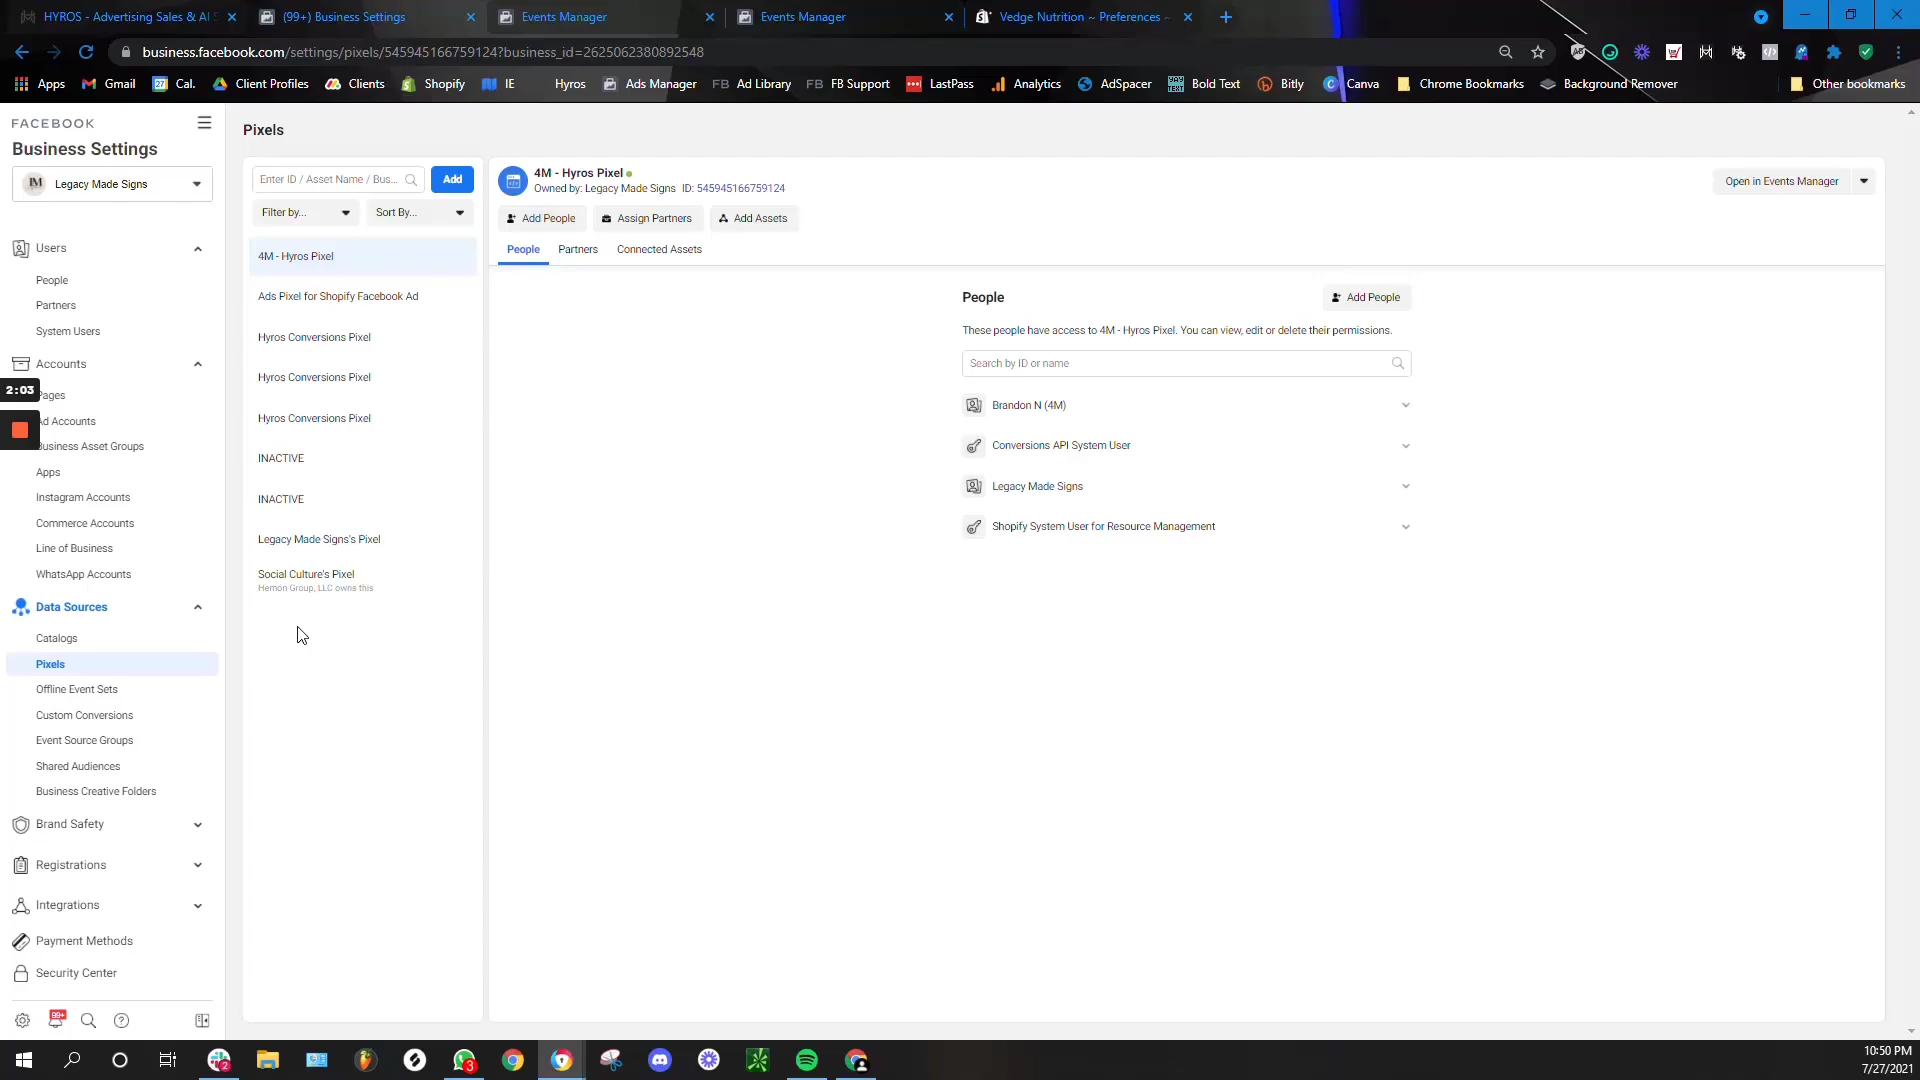 HYROS - Advertising Sales & AI S
(99+) Business Settings
Events Manager
Events Manager
Vedge Nutrition ~ Preferences ~
business.facebook.com/settings/pixels/545945166759124?business_id=2625062380892548
Apps
Gmail
Cal.
Client Profiles
Clients
Shopify
IE
Hyros
Ads Manager
FB Ad Library
FB FB Support
LastPass
Analytics
AdSpacer
Bold Text
Bitly
Canva
Chrome Bookmarks
Background Remover
Other bookmarks
FACEBOOK
Business Settings
Legacy Made Signs
Users
People
Partners
System Users
Accounts
2:03
Pages
Ad Accounts
Business Asset Groups
Apps
Instagram Accounts
Commerce Accounts
Line of Business
WhatsApp Accounts
Data Sources
Catalogs
Pixels
Offline Event Sets
Custom Conversions
Event Source Groups
Shared Audiences
Business Creative Folders
Brand Safety
Registrations
Integrations
Payment Methods
Security Center
99+
Pixels
Enter ID / Asset Name / Bus...
Add
Filter by...
Sort By...
4M - Hyros Pixel
Ads Pixel for Shopify Facebook Ad
Hyros Conversions Pixel
Hyros Conversions Pixel
Hyros Conversions Pixel
INACTIVE
INACTIVE
Legacy Made Signs's Pixel
Social Culture's Pixel
Hemon Group, LLC owns this
4M - Hyros Pixel
Owned by: Legacy Made Signs ID: 545945166759124
Open in Events Manager
Add People
Assign Partners
Add Assets
People
Partners
Connected Assets
People
Add People
These people have access to 4M - Hyros Pixel. You can view, edit or delete their permissions.
Search by ID or name
Brandon N (4M)
Conversions API System User
Legacy Made Signs
Shopify System User for Resource Management
2
3
10:50 PM
7/27/2021